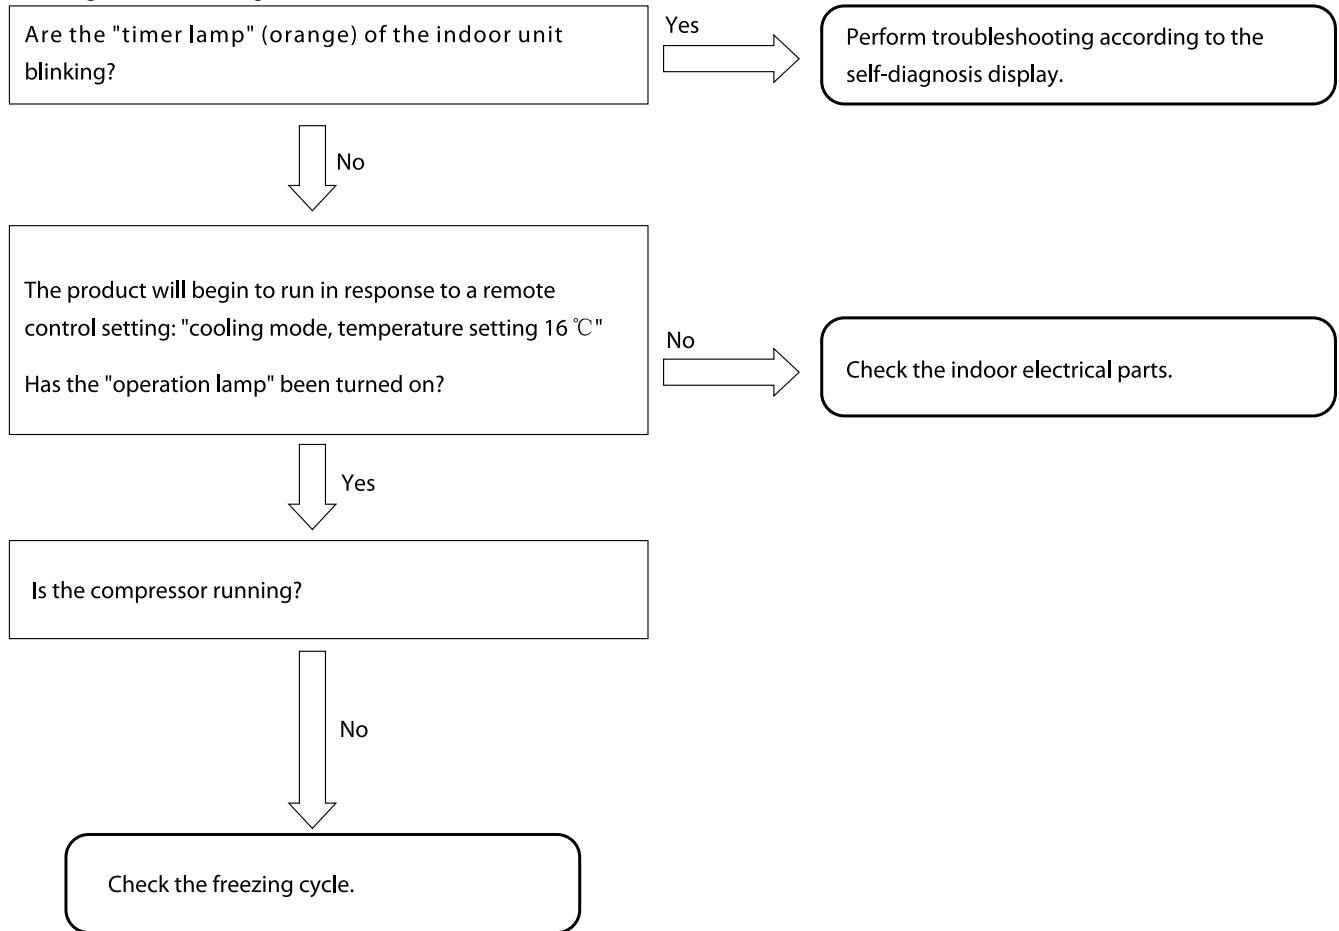 Are the "timer lamp" (orange) of the indoor unit
blinking?
Yes
Perform troubleshooting according to the
self-diagnosis display.
No
The product will begin to run in response to a remote
control setting: "cooling mode, temperature setting 16 ℃"
Has the "operation lamp" been turned on?
No
Check the indoor electrical parts.
Yes
Is the compressor running?
No
Check the freezing cycle.